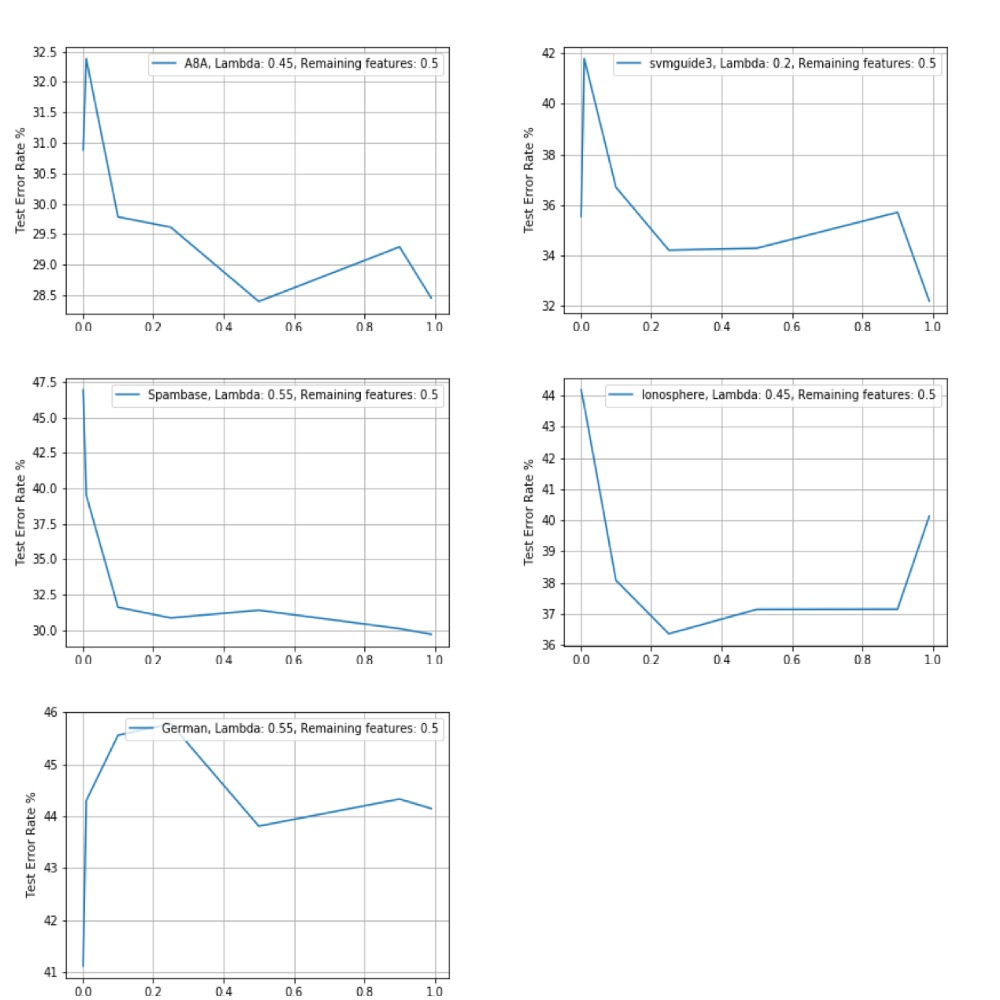 A8A, Lambda: 0.45, Remaining features: 0.5
Test Error Rate %
32.5
32.0
31.5
31.0
30.5
30.0
29.5
29.0
28.5
0.0 0.2 0.4 0.6 0.8 1.0
svmguide3, Lambda: 0.2, Remaining features: 0.5
Test Error Rate %
42
40
38
36
34
32
0.0 0.2 0.4 0.6 0.8 1.0
Spambase, Lambda: 0.55, Remaining features: 0.5
Test Error Rate %
47.5
45.0
42.5
40.0
37.5
35.0
32.5
30.0
0.0 0.2 0.4 0.6 0.8 1.0
Ionosphere, Lambda: 0.45, Remaining features: 0.5
Test Error Rate %
44
43
42
41
40
39
38
37
36
0.0 0.2 0.4 0.6 0.8 1.0
German, Lambda: 0.55, Remaining features: 0.5
Test Error Rate %
46
45
44
43
42
41
0.0 0.2 0.4 0.6 0.8 1.0